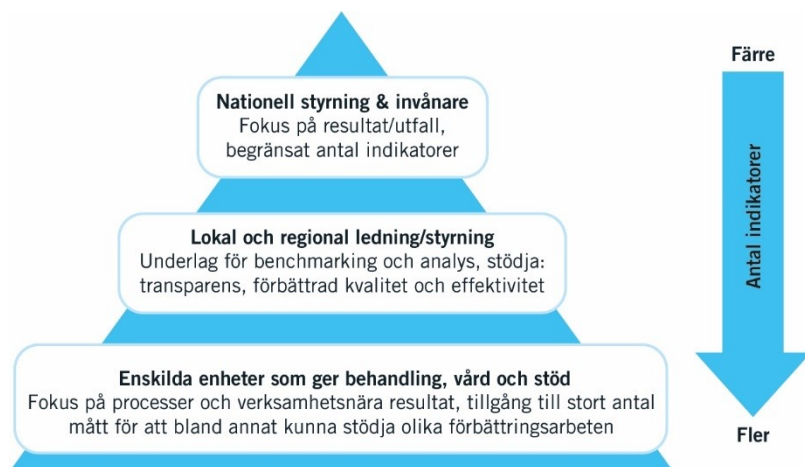 Nationell styrning & invånare
Fokus på resultat/utfall,
begränsat antal indikatorer
Lokal och regional ledning/styrning
Underlag för benchmarking och analys, stödja:
transparens, förbättrad kvalitet och effektivitet
Enskilda enheter som ger behandling, vård och stöd
Fokus på processer och verksamhetsnära resultat, tillgång till stort antal
mått för att bland annat kunna stödja olika förbättringsarbeten
Färre
Antal indikatorer
Fler